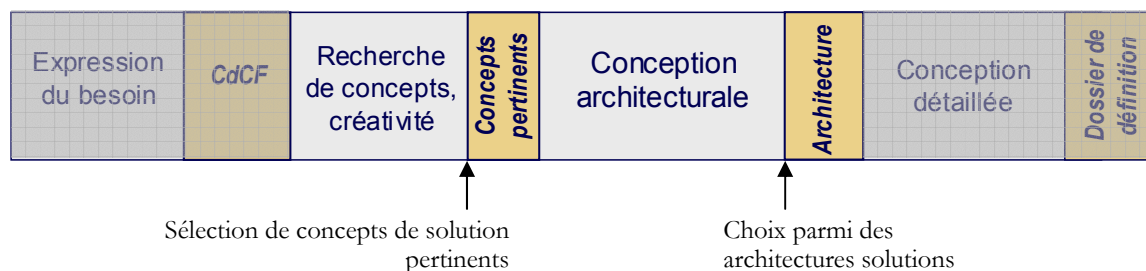 Expression
du besoin
CdCF
Recherche
de concepts,
créativité
Concepts
pertinents
Conception
architecturale
Architecture
Conception
détaillée
Dossier de
définition
Sélection de concepts de solution
pertinents
Choix parmi des
architectures solutions